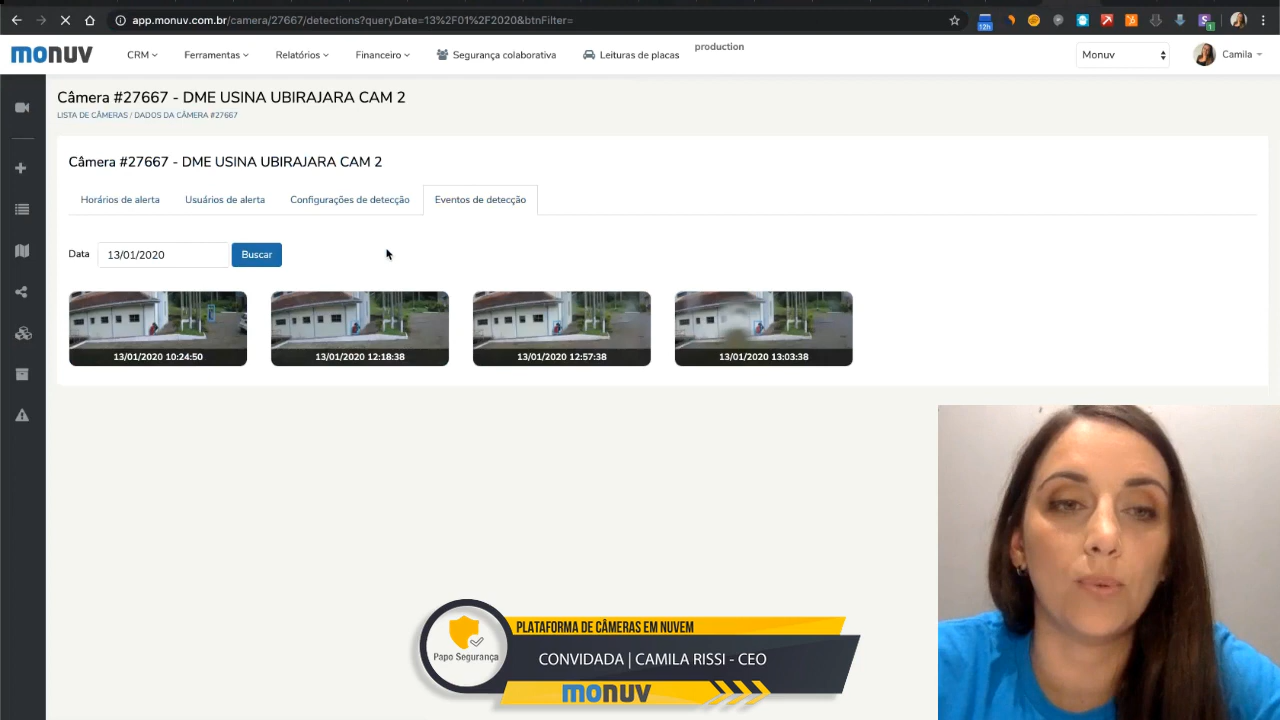 app.monuv.com.br/camera/27667/detections?queryDate=13%2F01%2F2020&btnFilter=
12h
1
monuv
CRM
Ferramentas
Relatórios
Financeiro
Segurança colaborativa
Leituras de placas
production
Monuv
Camila
Câmera #27667 - DME USINA UBIRAJARA CAM 2
LISTA DE CÂMERAS / DADOS DA CÂMERA #27667
Câmera #27667 - DME USINA UBIRAJARA CAM 2
Horários de alerta
Usuários de alerta
Configurações de detecção
Eventos de detecção
Data
13/01/2020
Buscar
13/01/2020 10:24:50
13/01/2020 12:18:38
13/01/2020 12:57:38
13/01/2020 13:03:38
Papo Segurança
PLATAFORMA DE CÂMERAS EM NUVEM
CONVIDADA | CAMILA RISSI - CEO
monuv